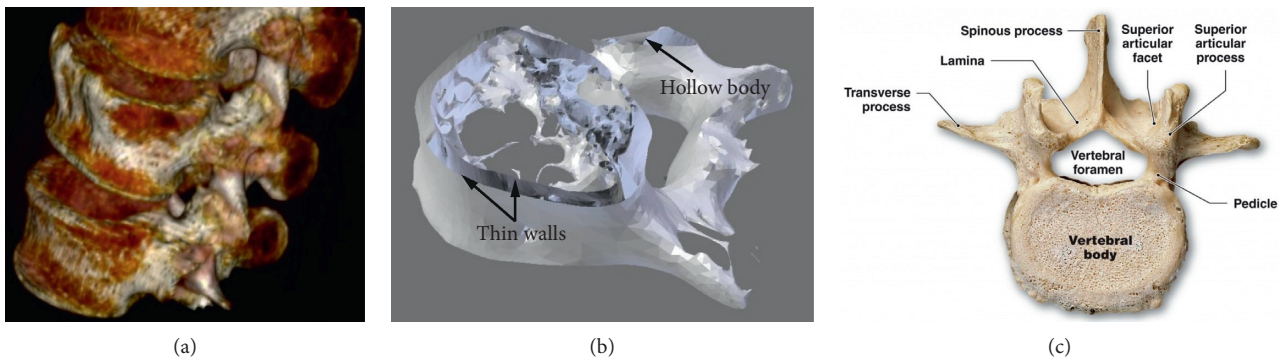 Hollow body
Thin walls
Spinous process
Superior
articular
facet
Superior
articular
process
Lamina
Transverse
process
Vertebral
foramen
Pedicle
Vertebral
body
(a)
(b)
(c)